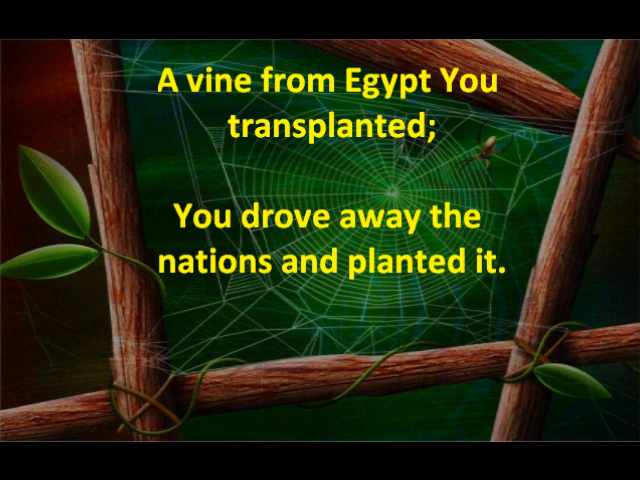 A vine from Egypt You
transplanted;
You drove away the
nations and planted it.